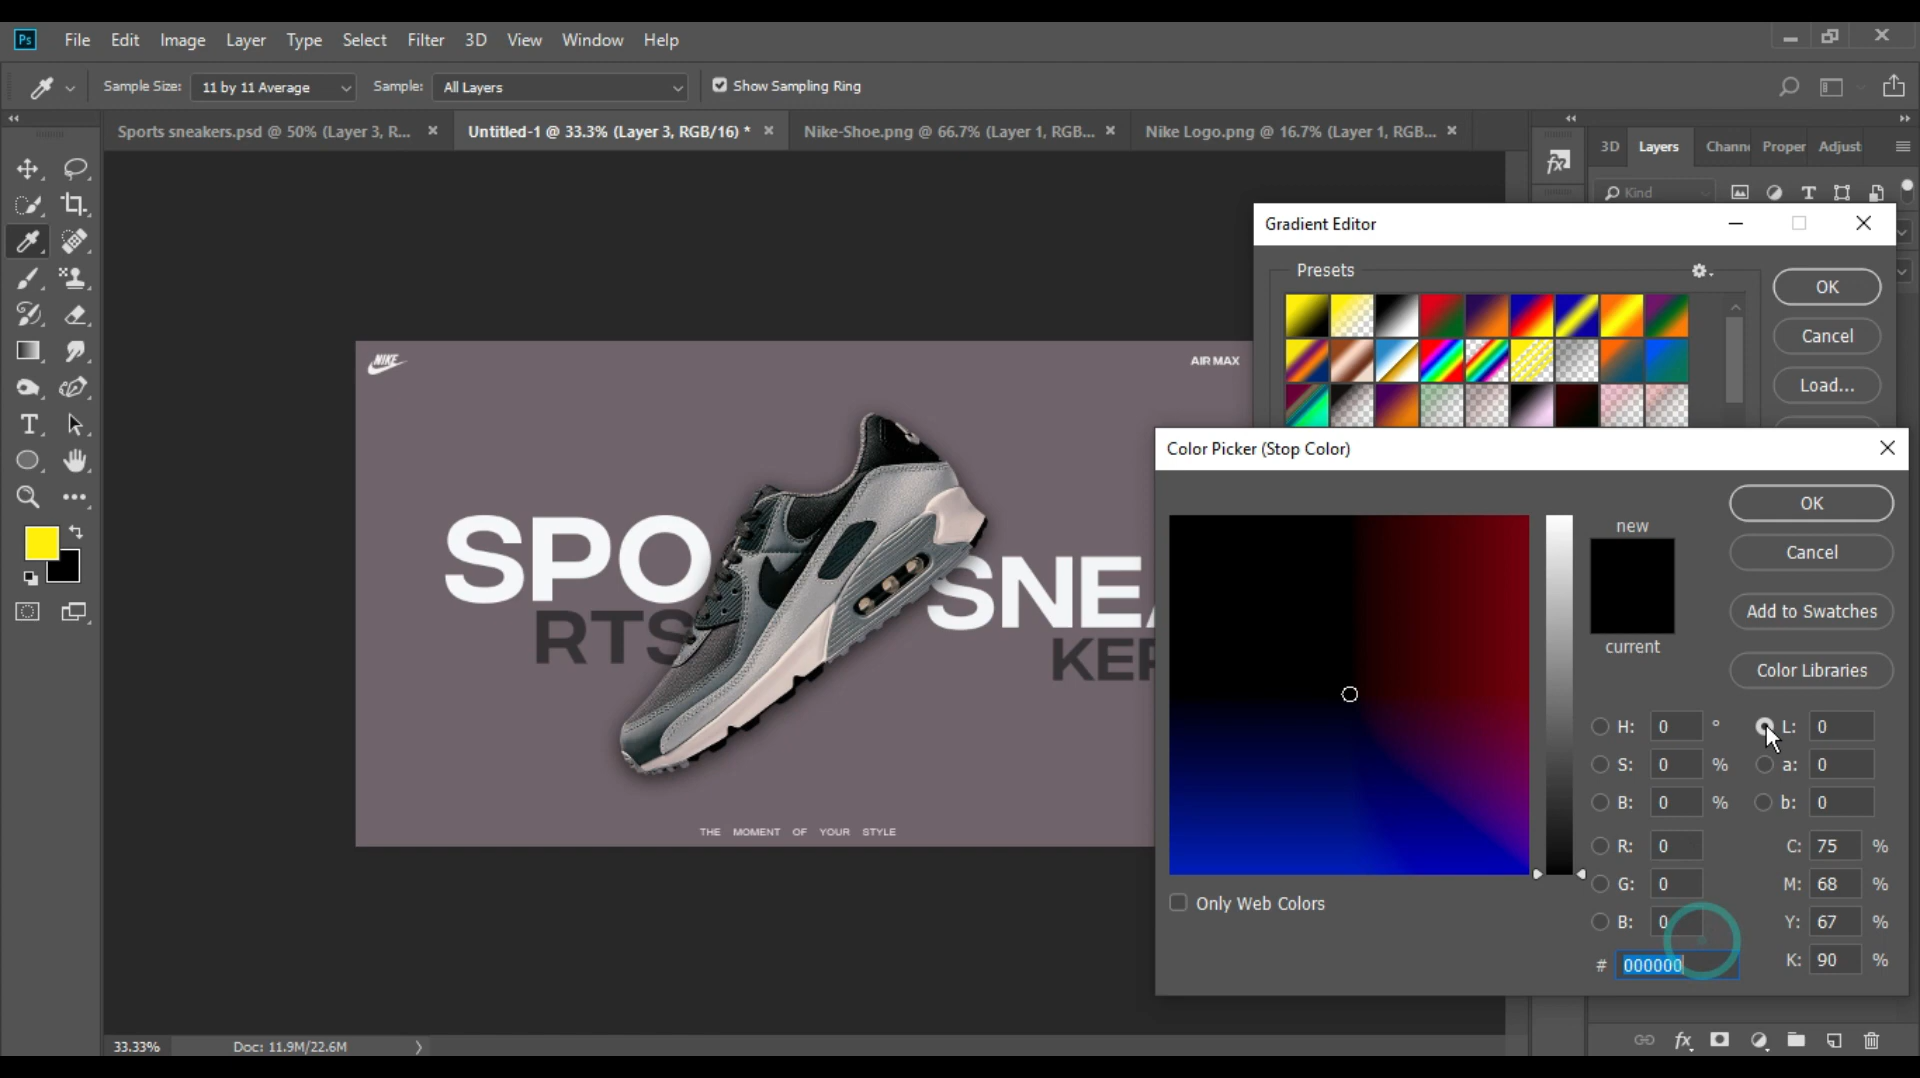 Ps File Edit Image Layer Type Select Filter 3D View Window Help
Sample Size: 11 by 11 Average Sample: All Layers Show Sampling Ring
Sports sneakers.psd @ 50% (Layer 3, R... Untitled-1 @ 33.3% (Layer 3, RGB/16) * Nike-Shoe.png @ 66.7% (Layer 1, RGB... Nike Logo.png @ 16.7% (Layer 1, RGB...
3D Layers Channe Proper Adjust
Kind
Gradient Editor
Presets
OK
Cancel
Load...
NIKE
AIR MAX
SPO
RTS
SNEA
KER
THE MOMENT OF YOUR STYLE
Color Picker (Stop Color)
new
current
OK
Cancel
Add to Swatches
Color Libraries
H: 0 ° L: 0
S: 0 % a: 0
B: 0 % b: 0
R: 0 C: 75 %
G: 0 M: 68 %
B: 0 Y: 67 %
# 000000 K: 90 %
Only Web Colors
33.33% Doc: 11.9M/22.6M